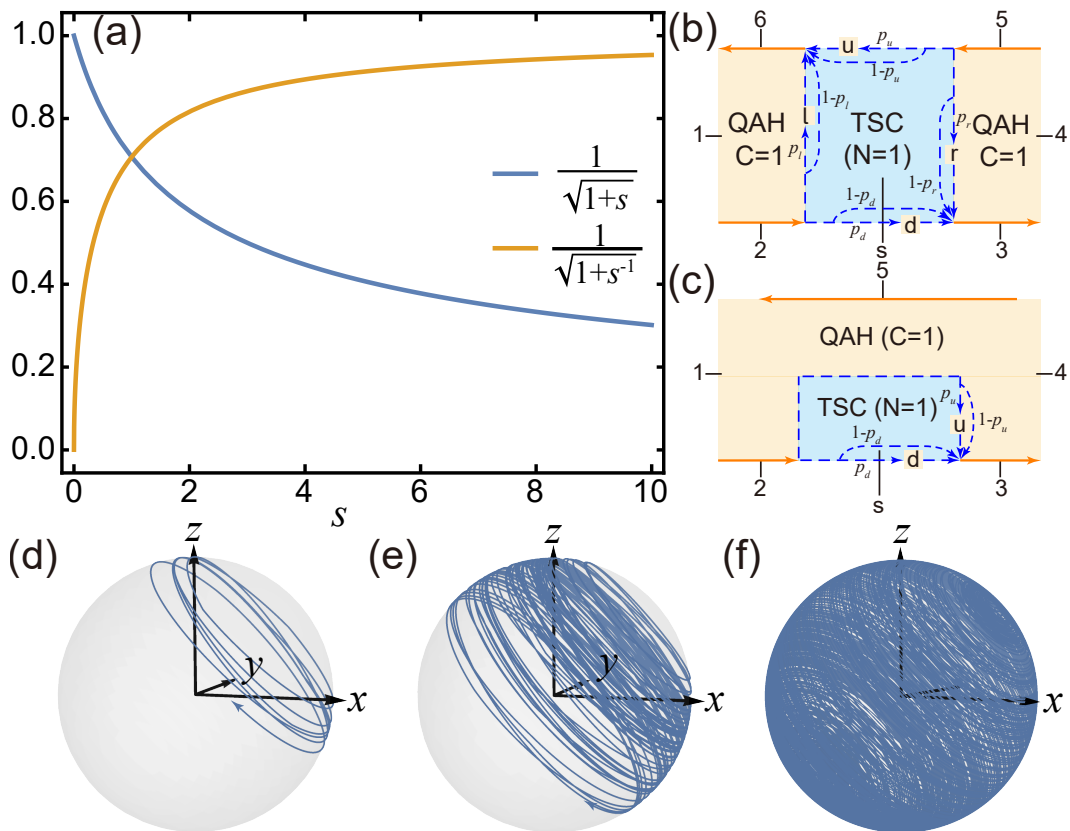 (a)
1.0
0.8
0.6
0.4
0.2
0.0
0
2
4
6
8
10
s
1/√1+s
1/√1+s⁻¹
(b)
6
5
u
p_u
1-p_u
QAH
C=1
1
1-p_l
l
p_l
TSC
(N=1)
p_r
r
1-p_r
QAH
C=1
4
1-p_d
p_d
d
2
s
3
(c)
5
QAH (C=1)
1
4
TSC (N=1)
p_u
u
1-p_u
1-p_d
p_d
d
2
s
3
(d)
z
y
x
(e)
z
y
x
(f)
z
x